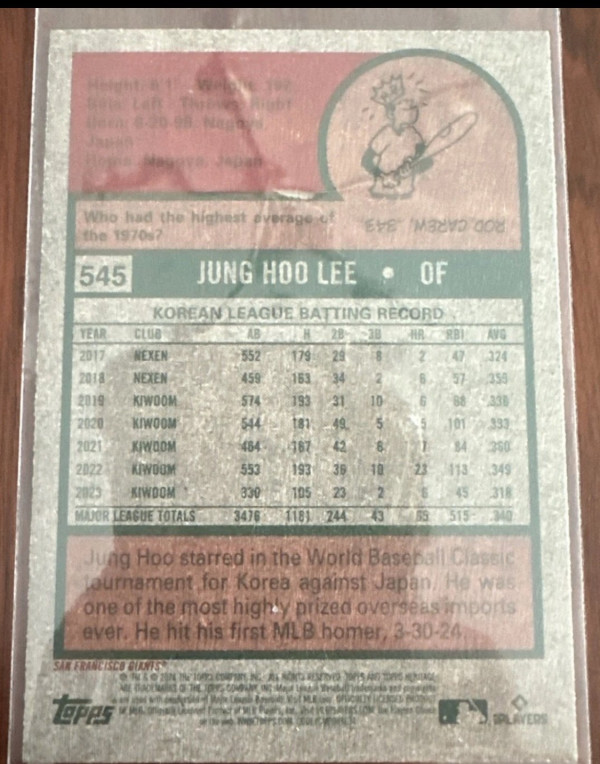 Height: 6'1" Weight: 192
Bats: Left Throws: Right
Born: 8-20-98, Nagoya,
Japan
Home: Nagoya, Japan
Who had the highest average of
the 1970s?
ROD CAREW, .343.
545 JUNG HOO LEE • OF
KOREAN LEAGUE BATTING RECORD
YEAR CLUB AB H 2B 3B HR RBI AVG
2017 NEXEN 552 179 29 8 2 47 .324
2018 NEXEN 459 163 34 2 6 57 .355
2019 KIWOOM 574 193 31 10 6 68 .336
2020 KIWOOM 544 181 49 5 5 101 .333
2021 KIWOOM 464 167 42 6 7 84 .360
2022 KIWOOM 553 193 36 10 23 113 .349
2023 KIWOOM 330 105 23 2 6 45 .318
MAJOR LEAGUE TOTALS 3476 1181 244 43 515 .340
Jung Hoo starred in the World Baseball Classic
tournament for Korea against Japan. He was
one of the most highly prized overseas imports
ever. He hit his first MLB homer, 3-30-24.
SAN FRANCISCO GIANTS®
topps
PLAYERS